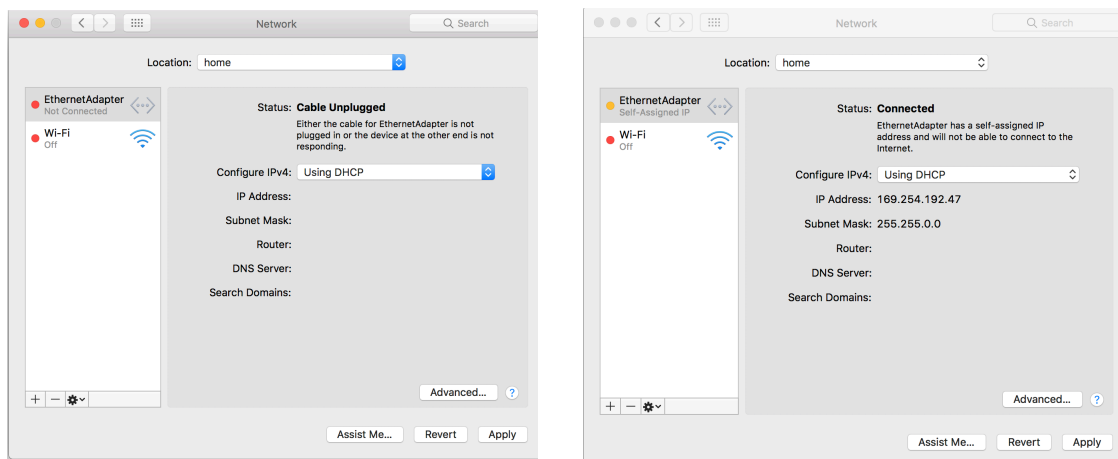 Network
Search
Location: home
EthernetAdapter
Not Connected
Wi-Fi
Off
Status: Cable Unplugged
Either the cable for EthernetAdapter is not
plugged in or the device at the other end is not
responding.
Configure IPv4: Using DHCP
IP Address:
Subnet Mask:
Router:
DNS Server:
Search Domains:
Advanced... ?
+ −
Assist Me... Revert Apply
Network
Search
Location: home
EthernetAdapter
Self-Assigned IP
Wi-Fi
Off
Status: Connected
EthernetAdapter has a self-assigned IP
address and will not be able to connect to the
Internet.
Configure IPv4: Using DHCP
IP Address: 169.254.192.47
Subnet Mask: 255.255.0.0
Router:
DNS Server:
Search Domains:
Advanced... ?
+ −
Assist Me... Revert Apply